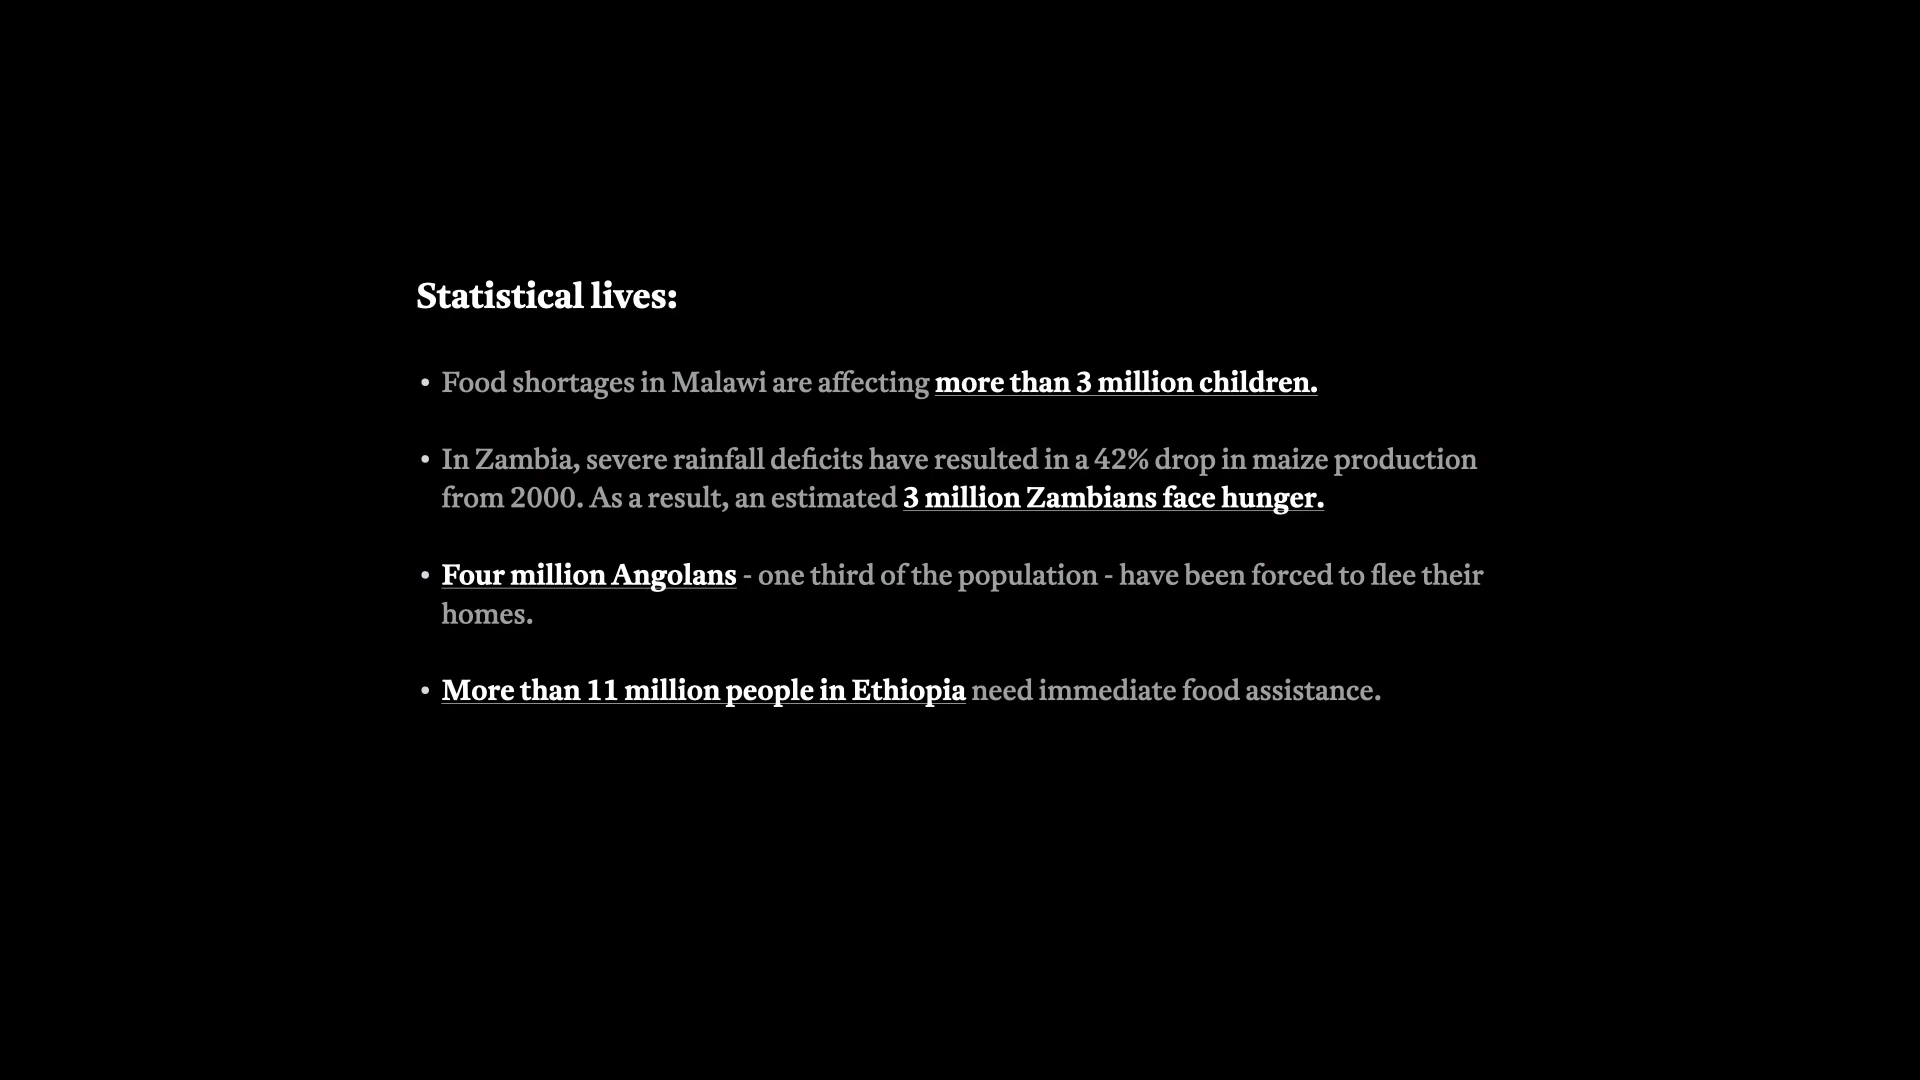 Statistical lives:
• Food shortages in Malawi are affecting more than 3 million children.
• In Zambia, severe rainfall deficits have resulted in a 42% drop in maize production
from 2000. As a result, an estimated 3 million Zambians face hunger.
• Four million Angolans - one third of the population - have been forced to flee their
homes.
• More than 11 million people in Ethiopia need immediate food assistance.